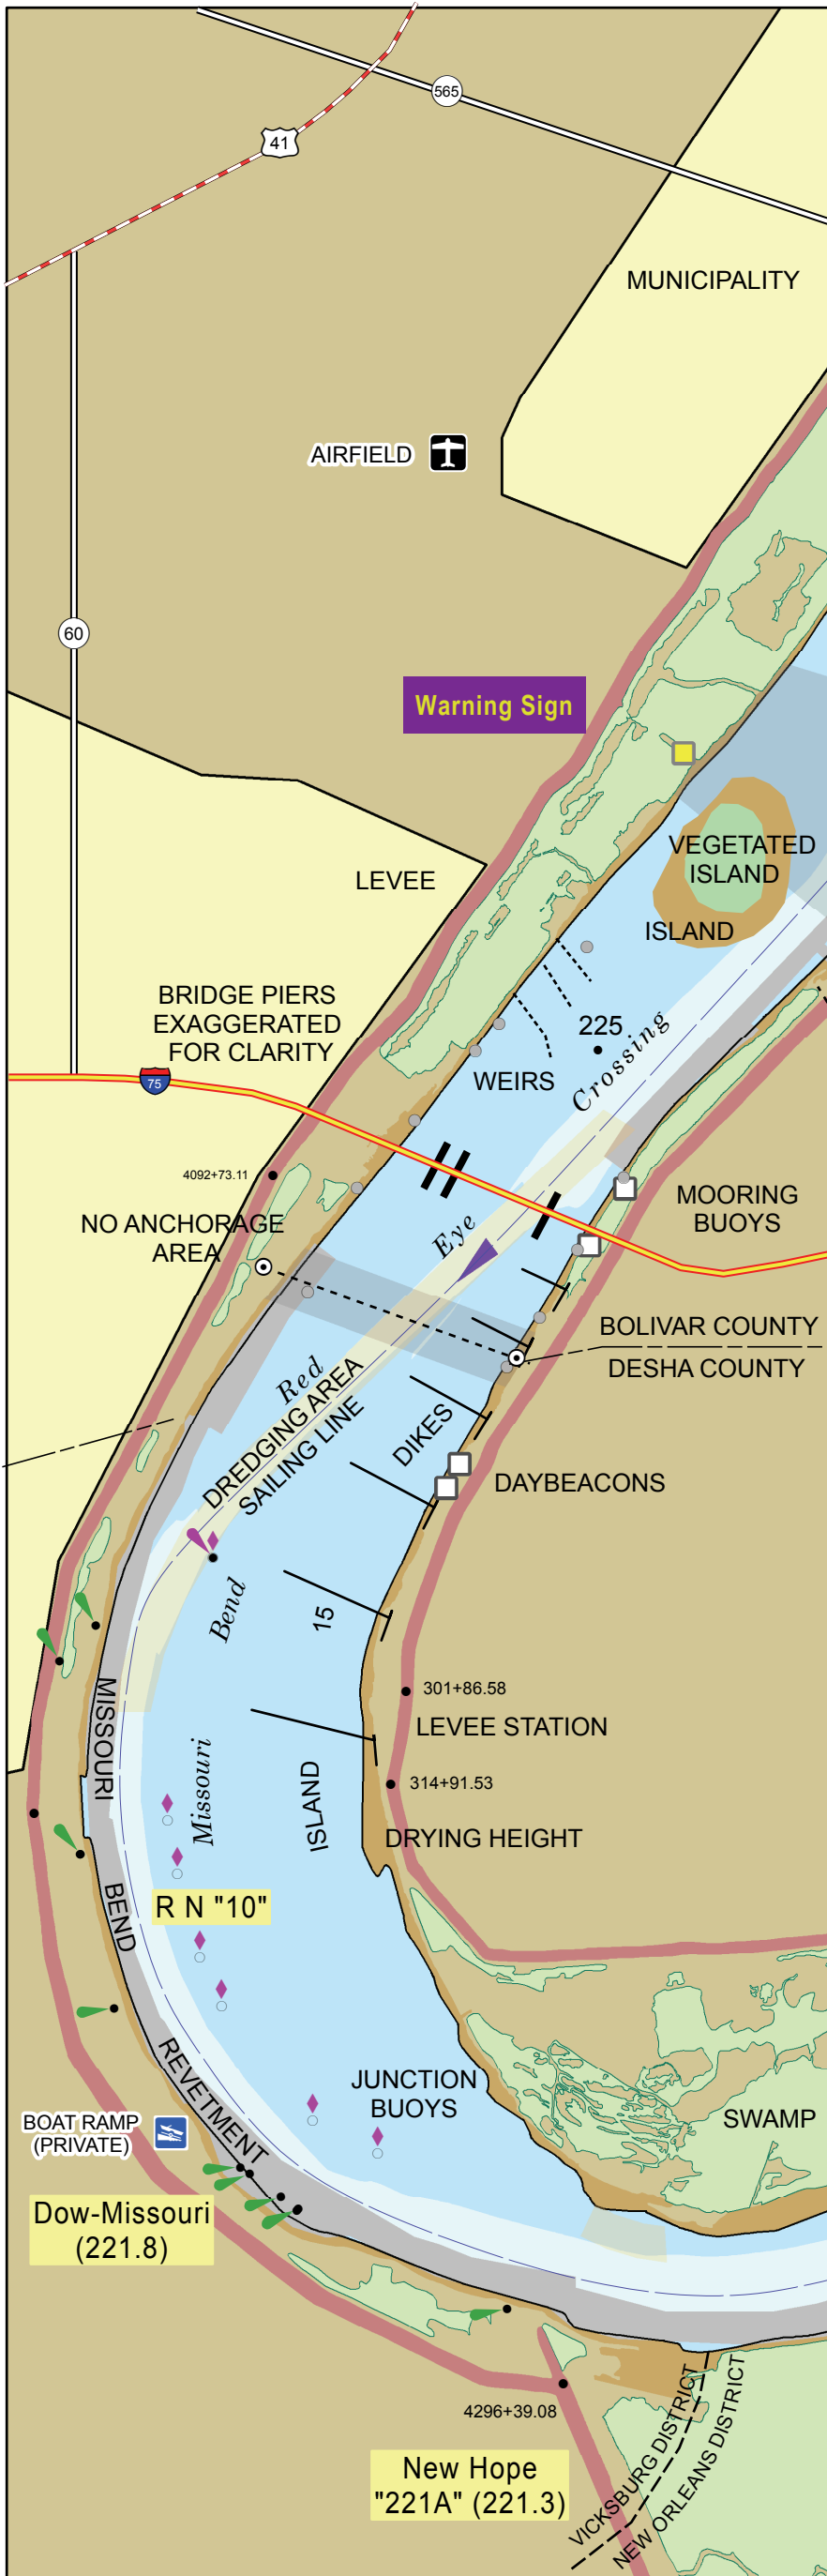 565
41
MUNICIPALITY
AIRFIELD
60
Warning Sign
VEGETATED
ISLAND
LEVEE
ISLAND
BRIDGE PIERS
EXAGGERATED
FOR CLARITY
225
Crossing
WEIRS
75
4092+73.11
MOORING
BUOYS
NO ANCHORAGE
AREA
Eye
BOLIVAR COUNTY
DESHA COUNTY
Red
DREDGING AREA
SAILING LINE
DIKES
DAYBEACONS
Bend
15
301+86.58
MISSOURI
LEVEE STATION
Missouri
ISLAND
314+91.53
DRYING HEIGHT
R N "10"
BEND
JUNCTION
BUOYS
REVETMENT
SWAMP
BOAT RAMP
(PRIVATE)
Dow-Missouri
(221.8)
4296+39.08
VICKSBURG DISTRICT
NEW ORLEANS DISTRICT
New Hope
"221A" (221.3)